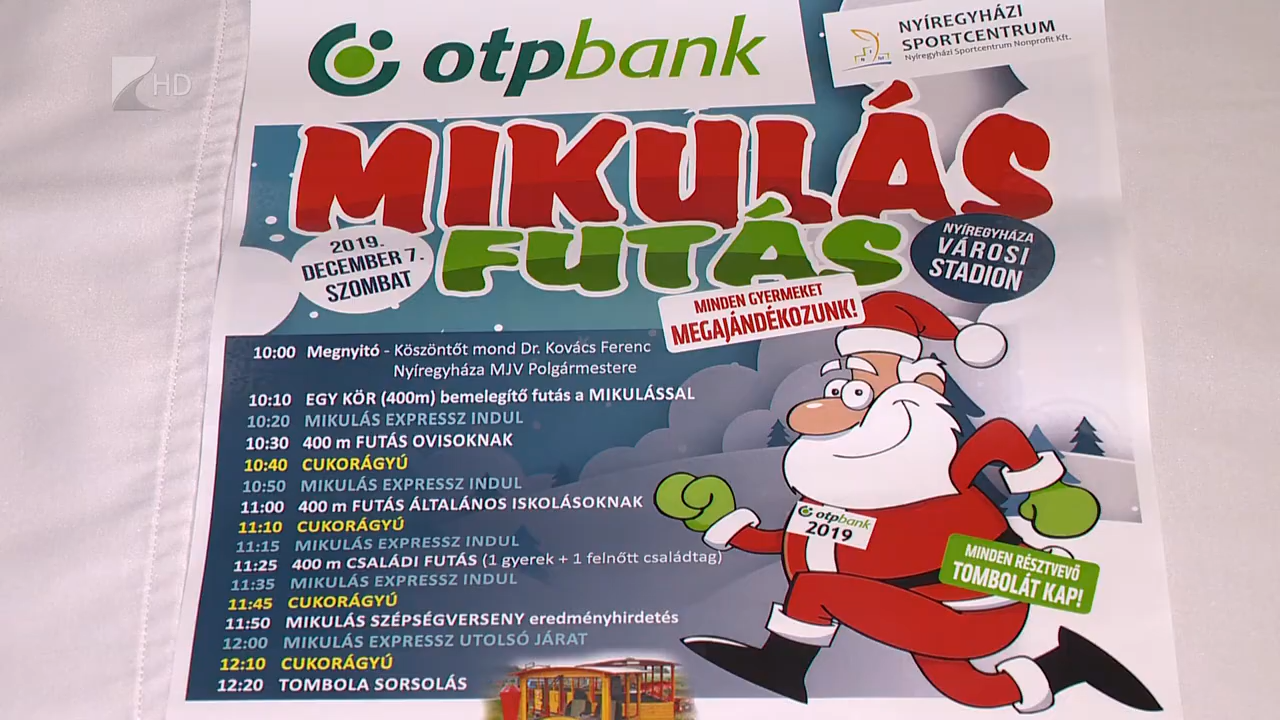 otpbank
NYÍREGYHÁZI
SPORTCENTRUM
Nyíregyházi Sportcentrum Nonprofit Kft.
HD
MIKULÁS
FUTÁS
2019.
DECEMBER 7.
SZOMBAT
NYÍREGYHÁZA
VÁROSI
STADION
MINDEN GYERMEKET
MEGAJÁNDÉKOZUNK!
10:00 Megnyitó - Köszöntőt mond Dr. Kovács Ferenc
Nyíregyháza MJV Polgármestere
10:10 EGY KÖR (400m) bemelegítő futás a MIKULÁSSAL
10:20 MIKULÁS EXPRESSZ INDUL
10:30 400 m FUTÁS OVISOKNAK
10:40 CUKORÁGYÚ
10:50 MIKULÁS EXPRESSZ INDUL
11:00 400 m FUTÁS ÁLTALÁNOS ISKOLÁSOKNAK
11:10 CUKORÁGYÚ
11:15 MIKULÁS EXPRESSZ INDUL
11:25 400 m CSALÁDI FUTÁS (1 gyerek + 1 felnőtt családtag)
11:35 MIKULÁS EXPRESSZ INDUL
11:45 CUKORÁGYÚ
11:50 MIKULÁS SZÉPSÉGVERSENY eredményhirdetés
12:00 MIKULÁS EXPRESSZ UTOLSÓ JÁRAT
12:10 CUKORÁGYÚ
12:20 TOMBOLA SORSOLÁS
otpbank
2019
MINDEN RÉSZTVEVŐ
TOMBOLÁT KAP!